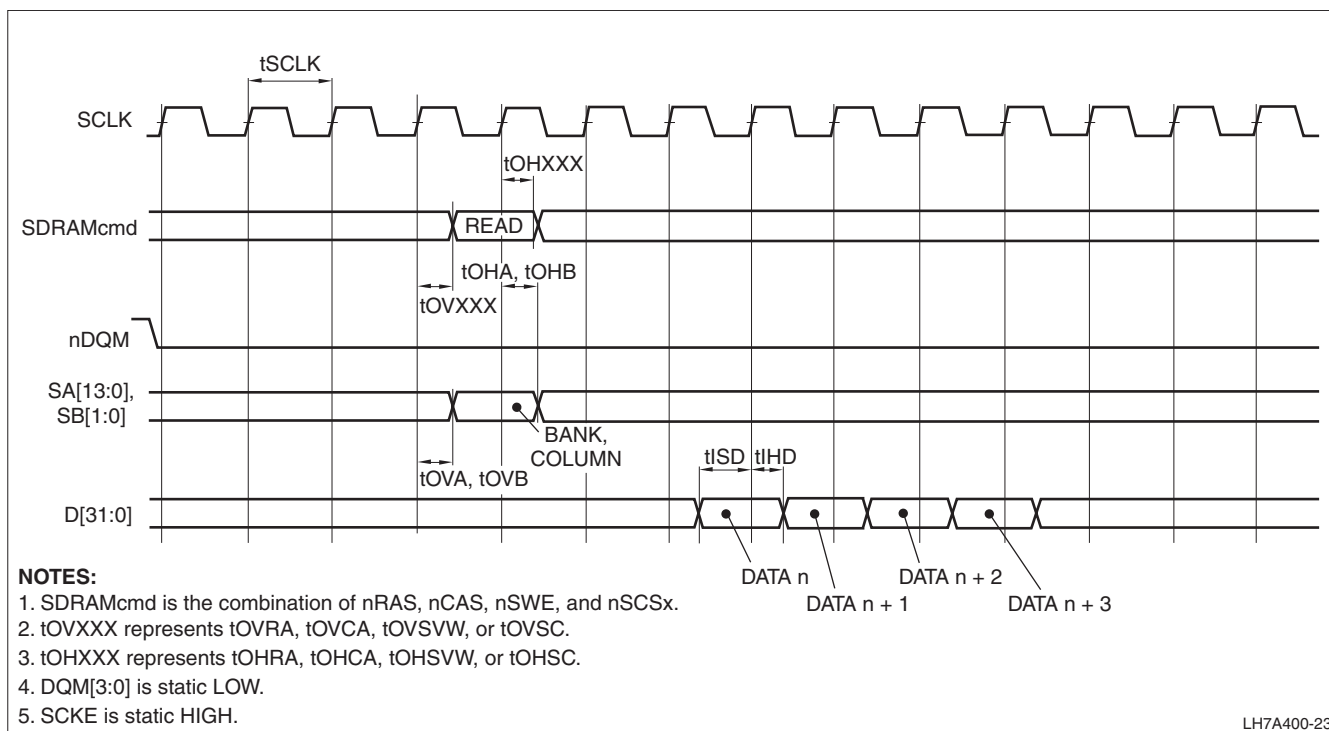 tSCLK
SCLK
tOHXXX
SDRAMcmd
READ
tOHA, tOHB
tOVXXX
nDQM
SA[13:0],
SB[1:0]
BANK,
COLUMN
tISD
tIHD
tOVA, tOVB
D[31:0]
DATA n
DATA n + 2
DATA n + 1
DATA n + 3
NOTES:
1. SDRAMcmd is the combination of nRAS, nCAS, nSWE, and nSCSx.
2. tOVXXX represents tOVRA, tOVCA, tOVSVW, or tOVSC.
3. tOHXXX represents tOHRA, tOHCA, tOHSVW, or tOHSC.
4. DQM[3:0] is static LOW.
5. SCKE is static HIGH.
LH7A400-23